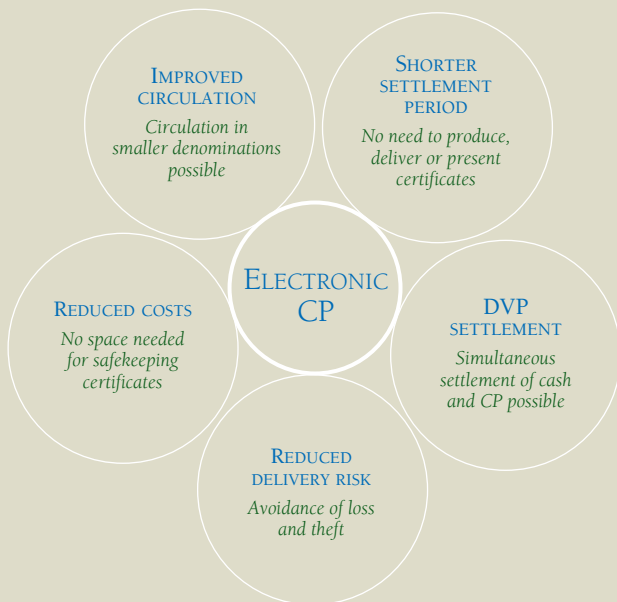 IMPROVED
CIRCULATION
Circulation in
smaller denominations
possible
SHORTER
SETTLEMENT
PERIOD
No need to produce,
deliver or present
certificates
ELECTRONIC
CP
REDUCED COSTS
No space needed
for safekeeping
certificates
DVP
SETTLEMENT
Simultaneous
settlement of cash
and CP possible
REDUCED
DELIVERY RISK
Avoidance of loss
and theft